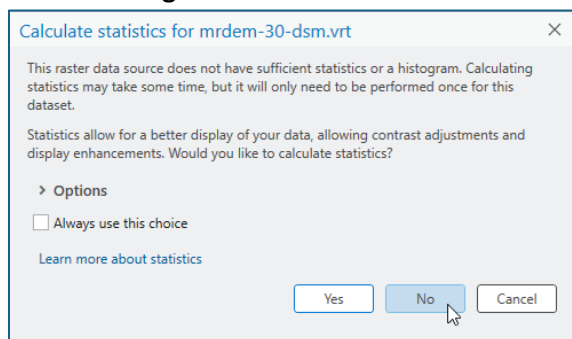 Calculate statistics for mrdem-30-dsm.vrt
This raster data source does not have sufficient statistics or a histogram. Calculating
statistics may take some time, but it will only need to be performed once for this
dataset.
Statistics allow for a better display of your data, allowing contrast adjustments and
display enhancements. Would you like to calculate statistics?
Options
Always use this choice
Learn more about statistics
Yes No Cancel